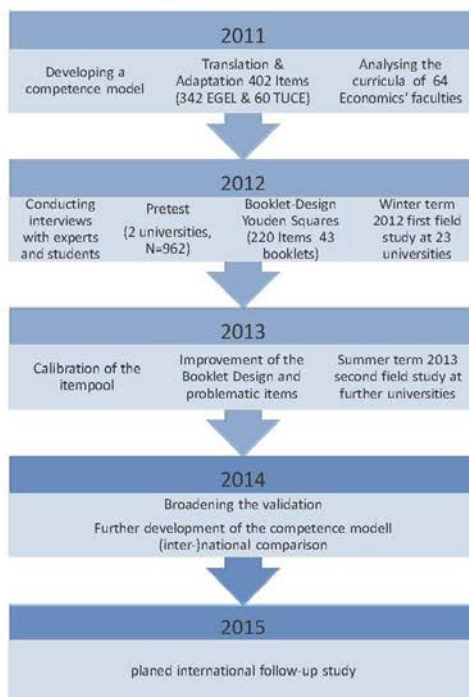 2011
Developing a
competence model
Translation &
Adaptation 402 Items
(342 EGEL & 60 TUCE)
Analysing the
curricula of 64
Economics' faculties
2012
Conducting
interviews
with experts
and students
Pretest
(2 universities,
N=962)
Booklet-Design
Youden Squares
(220 Items 43
booklets)
Winter term
2012 first field
study at 23
universities
2013
Calibration of the
itempool
Improvement of the
Booklet Design and
problematic items
Summer term 2013
second field study at
further universities
2014
Broadening the validation
Further development of the competence modell
(inter-)national comparison
2015
planed international follow-up study